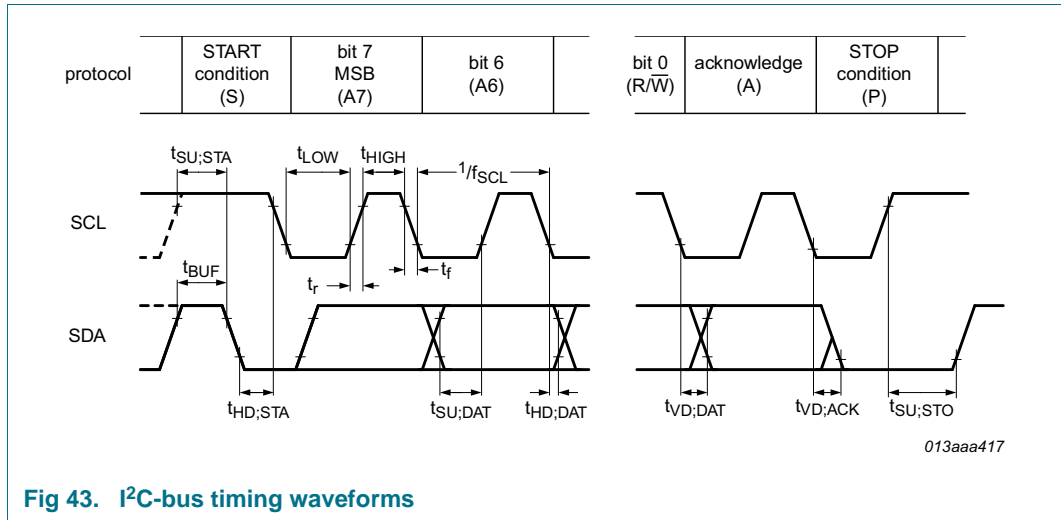 protocol
START
condition
(S)
bit 7
MSB
(A7)
bit 6
(A6)
bit 0
(R/W̅)
acknowledge
(A)
STOP
condition
(P)
tSU;STA
tLOW
tHIGH
1/fSCL
SCL
tBUF
tr
tf
SDA
tHD;STA
tSU;DAT
tHD;DAT
tVD;DAT
tVD;ACK
tSU;STO
013aaa417
Fig 43. I²C-bus timing waveforms